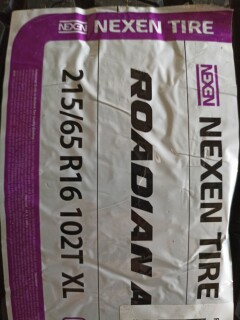 NEXEN NEXEN TIRE
NEXEN NEXEN TIRE
ROADIAN A
215/65 R16 102T XL